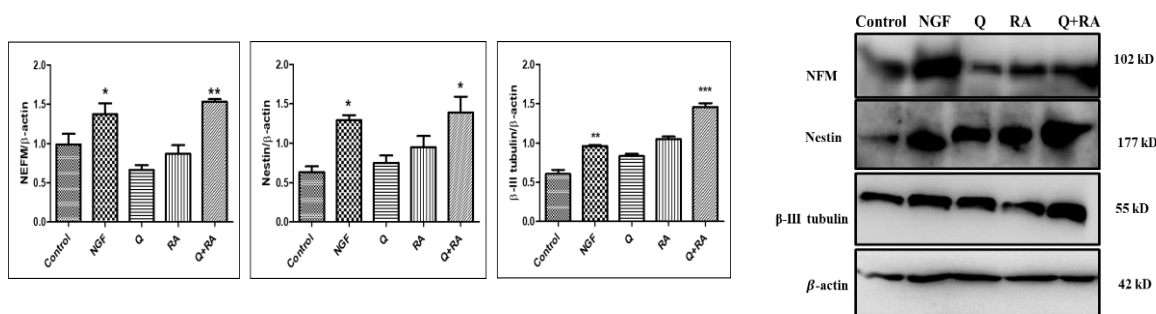 NEFM/β-actin
2.0
1.5
1.0
0.5
0.0
*
**
Control
NGF
Q
RA
Q+RA
Nestin/β-actin
2.0
1.5
1.0
0.5
0.0
*
*
Control
NGF
Q
RA
Q+RA
β-III tubulin/β-actin
2.0
1.5
1.0
0.5
0.0
**
***
Control
NGF
Q
RA
Q+RA
Control NGF Q RA Q+RA
NFM 102 kD
Nestin 177 kD
β-III tubulin 55 kD
β-actin 42 kD